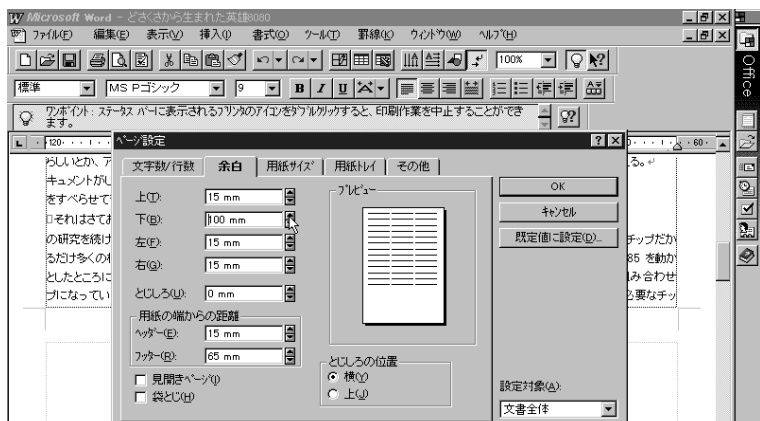 Microsoft Word - どさくさから生まれた英雄8080
ファイル(F) 編集(E) 表示(V) 挿入(I) 書式(O) ツール(T) 罫線(K) ウィンドウ(W) ヘルプ(H)
100%
標準 MS Pゴシック 9 B I U
ワンポイント: ステータス バーに表示されるプリンタのアイコンをダブルクリックすると、印刷作業を中止することができ
ます。
Office
ページ設定
文字数/行数 余白 用紙サイズ 用紙トレイ その他
上(T): 15 mm
下(B): 100 mm
左(F): 15 mm
右(G): 15 mm
とじしろ(U): 0 mm
用紙の端からの距離
ヘッダー(E): 15 mm
フッター(R): 65 mm
見開きページ(I)
袋とじ(H)
プレビュー
とじしろの位置
横(Y)
上(J)
OK
キャンセル
既定値に設定(D)...
設定対象(A):
文書全体
らしいとか、ア
る。
キュメントがし
をすべらせて
それはさてお
の研究を続け
チップだか
るだけ多くの
85 を動か
としたところに
み合わせ
プになってい
必要なチッ